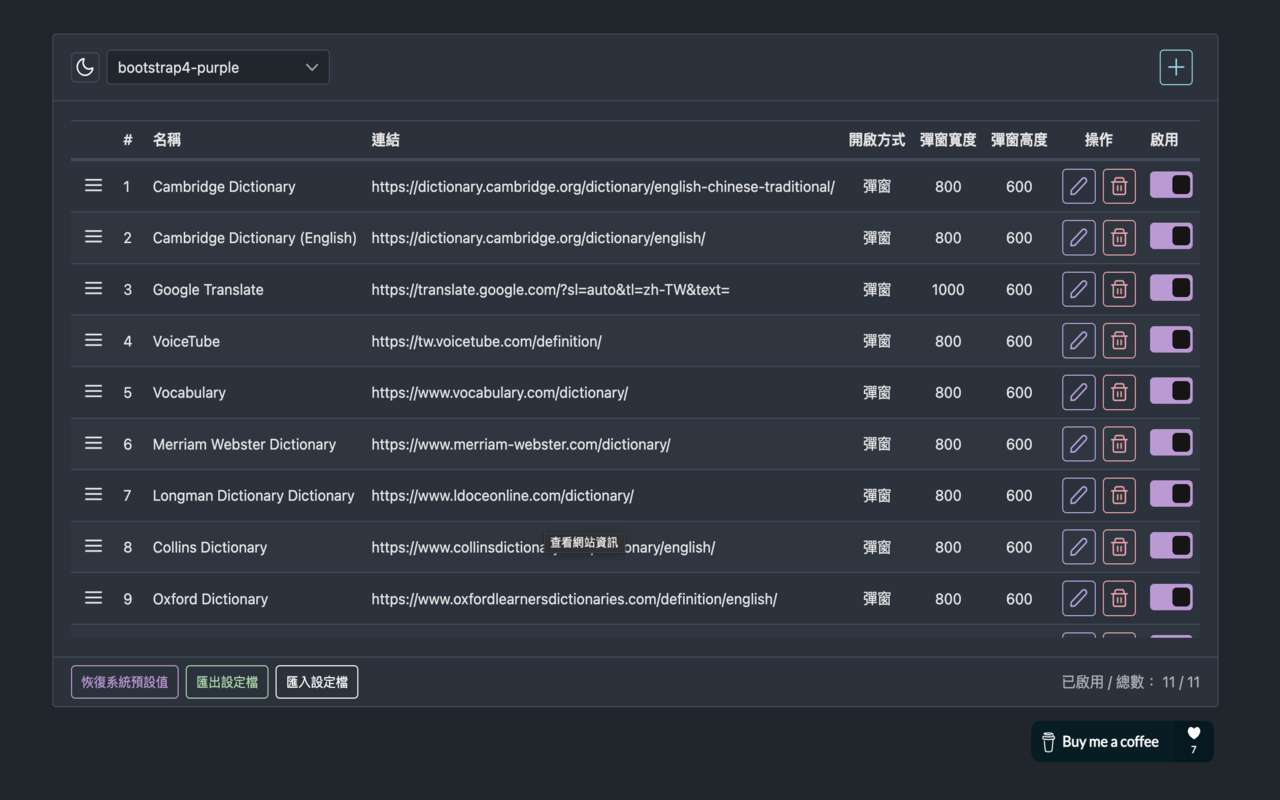 bootstrap4-purple
# 名稱 連結 開啟方式 彈窗寬度 彈窗高度 操作 啟用
1 Cambridge Dictionary https://dictionary.cambridge.org/dictionary/english-chinese-traditional/ 彈窗 800 600
2 Cambridge Dictionary (English) https://dictionary.cambridge.org/dictionary/english/ 彈窗 800 600
3 Google Translate https://translate.google.com/?sl=auto&tl=zh-TW&text= 彈窗 1000 600
4 VoiceTube https://tw.voicetube.com/definition/ 彈窗 800 600
5 Vocabulary https://www.vocabulary.com/dictionary/ 彈窗 800 600
6 Merriam Webster Dictionary https://www.merriam-webster.com/dictionary/ 彈窗 800 600
7 Longman Dictionary Dictionary https://www.ldoceonline.com/dictionary/ 彈窗 800 600
查看網站資訊
8 Collins Dictionary https://www.collinsdictiona onary/english/ 彈窗 800 600
9 Oxford Dictionary https://www.oxfordlearnersdictionaries.com/definition/english/ 彈窗 800 600
恢復系統預設值 匯出設定檔 匯入設定檔 已啟用 / 總數： 11 / 11
Buy me a coffee 7